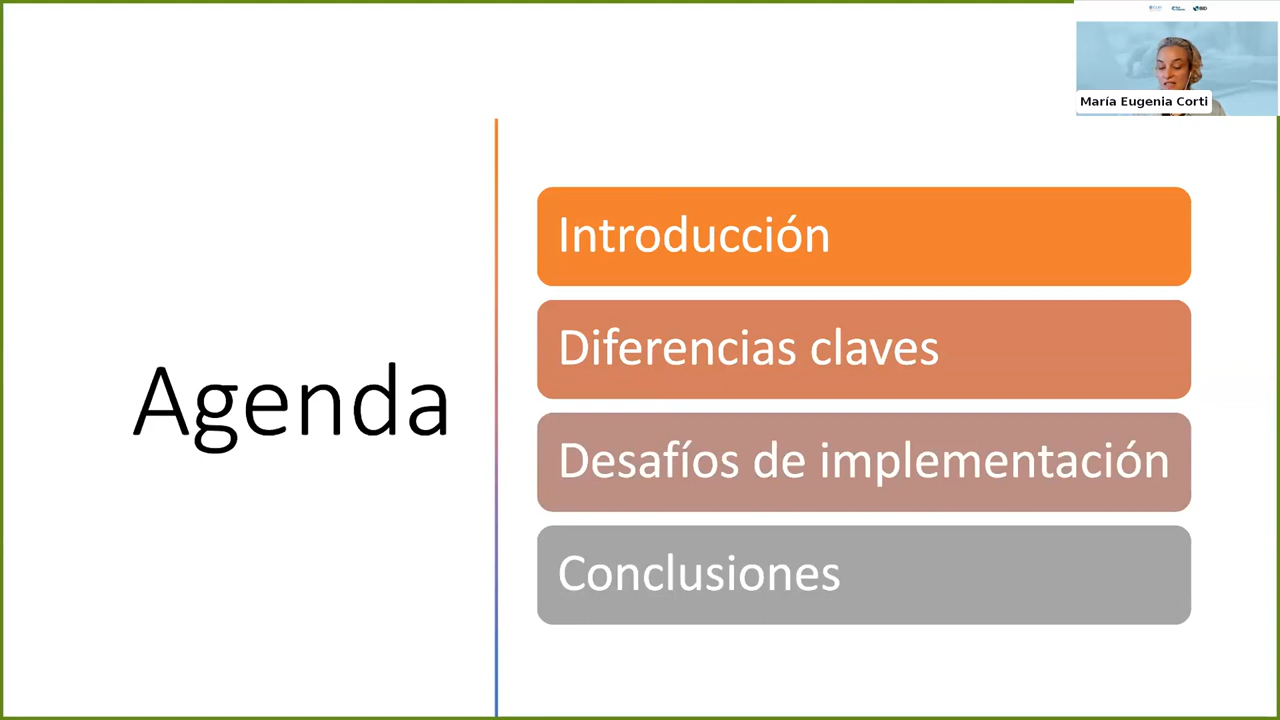 María Eugenia Corti
Agenda
Introducción
Diferencias claves
Desafíos de implementación
Conclusiones